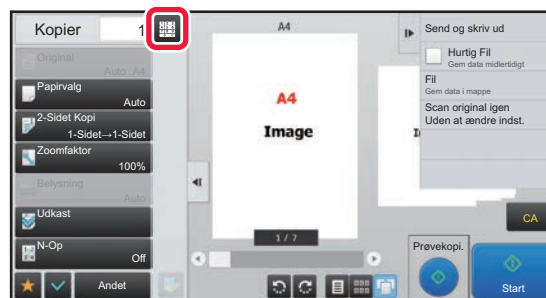 Kopier 1
Original
Auto A4
Papirvalg
Auto
2-Sidet Kopi
1-Sidet→1-Sidet
Zoomfaktor
100%
Belysning
Auto
Udkast
N-Op
Off
Andet
A4
A4
Image
1 / 7
Send og skriv ud
Hurtig Fil
Gem data midlertidigt
Fil
Gem data i mappe
Scan original igen
Uden at ændre indst.
CA
Prøvekopi.
Start